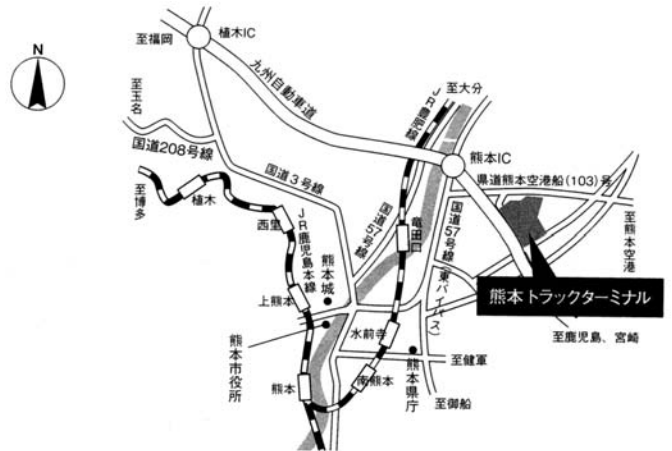 N
至福岡
植木IC
九州自動車道
至玉名
国道208号線
至博多
植木
西里
国道3号線
JR鹿児島本線
熊本城
上熊本
熊本市役所
熊本
南熊本
水前寺
熊本県庁
至健軍
至御船
JR豊肥線
至大分
熊本IC
県道熊本空港船(103)号
国道57号線
竜田口
国道57号線(東バイパス)
至熊本空港
熊本トラックターミナル
至鹿児島、宮崎